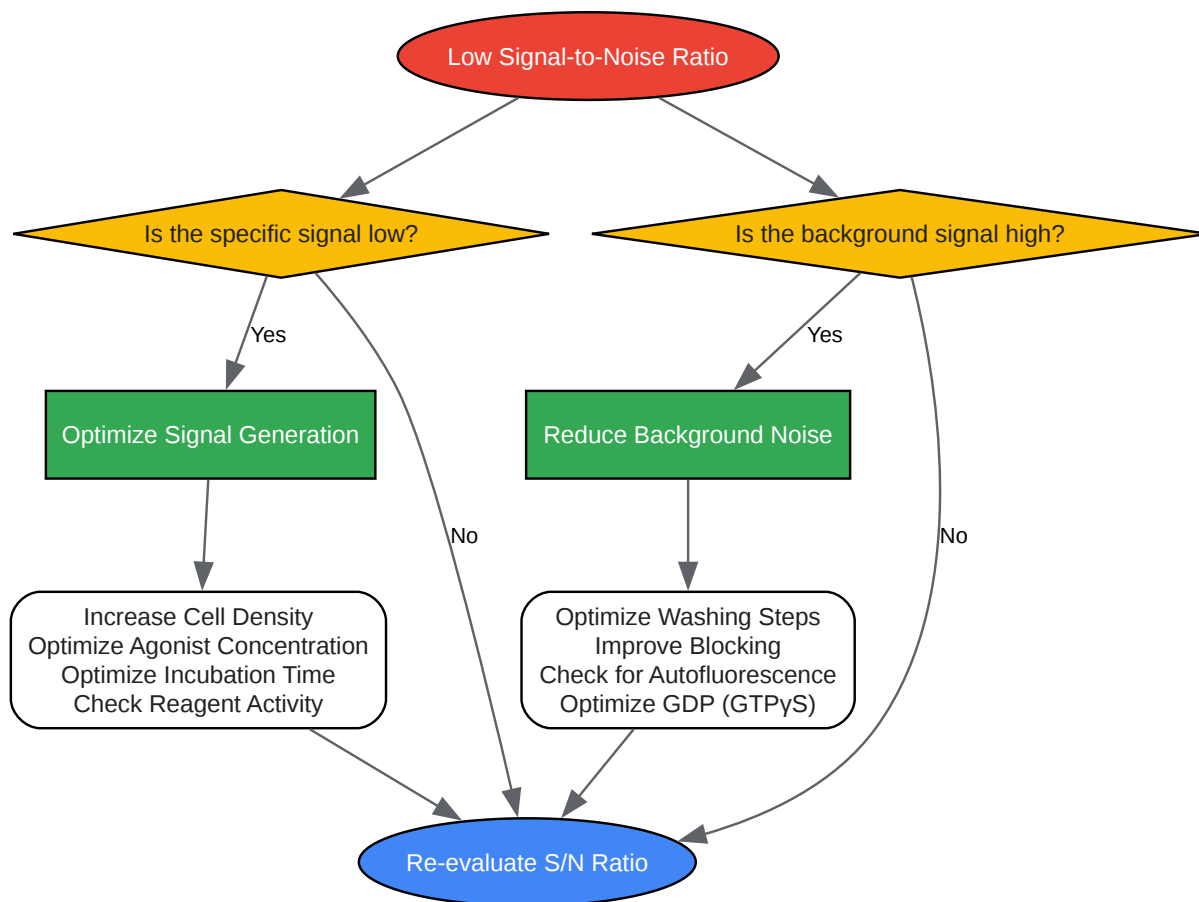 Low Signal-to-Noise Ratio
Is the specific signal low?
Is the background signal high?
Yes
Yes
Optimize Signal Generation
Reduce Background Noise
No
No
Increase Cell Density
Optimize Agonist Concentration
Optimize Incubation Time
Check Reagent Activity
Optimize Washing Steps
Improve Blocking
Check for Autofluorescence
Optimize GDP (GTPγS)
Re-evaluate S/N Ratio